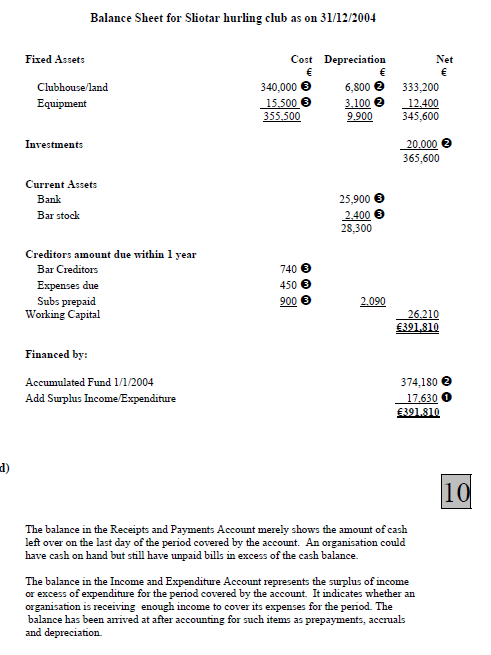 Balance Sheet for Sliotar hurling club as on 31/12/2004
Fixed Assets Cost Depreciation Net
€ € €
Clubhouse/land 340,000 ❸ 6,800 ❷ 333,200
Equipment 15,500 ❸ 3,100 ❷ 12,400
355,500 9,900 345,600
Investments 20,000 ❷
365,600
Current Assets
Bank 25,900 ❸
Bar stock 2,400 ❸
28,300
Creditors amount due within 1 year
Bar Creditors 740 ❸
Expenses due 450 ❸
Subs prepaid 900 ❸ 2,090
Working Capital 26,210
€391,810
Financed by:
Accumulated Fund 1/1/2004 374,180 ❷
Add Surplus Income/Expenditure 17,630 ❶
€391,810
d)
10
The balance in the Receipts and Payments Account merely shows the amount of cash
left over on the last day of the period covered by the account. An organisation could
have cash on hand but still have unpaid bills in excess of the cash balance.
The balance in the Income and Expenditure Account represents the surplus of income
or excess of expenditure for the period covered by the account. It indicates whether an
organisation is receiving enough income to cover its expenses for the period. The
balance has been arrived at after accounting for such items as prepayments, accruals
and depreciation.